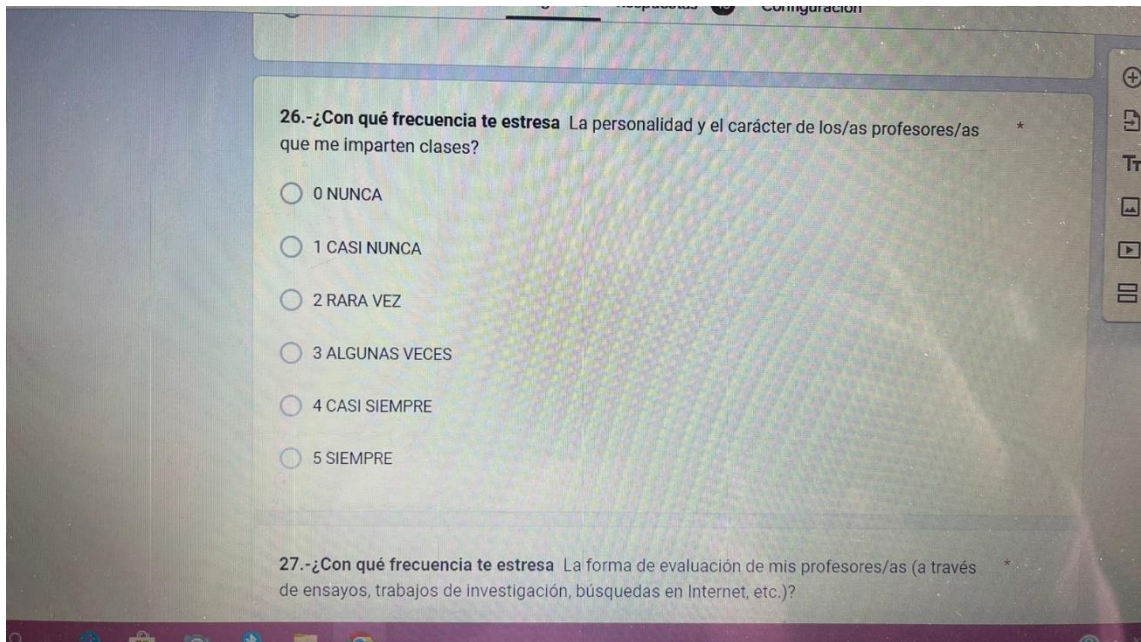 Configuración
26.-¿Con qué frecuencia te estresa La personalidad y el carácter de los/as profesores/as *
que me imparten clases?
0 NUNCA
1 CASI NUNCA
2 RARA VEZ
3 ALGUNAS VECES
4 CASI SIEMPRE
5 SIEMPRE
27.-¿Con qué frecuencia te estresa La forma de evaluación de mis profesores/as (a través *
de ensayos, trabajos de investigación, búsquedas en Internet, etc.)?